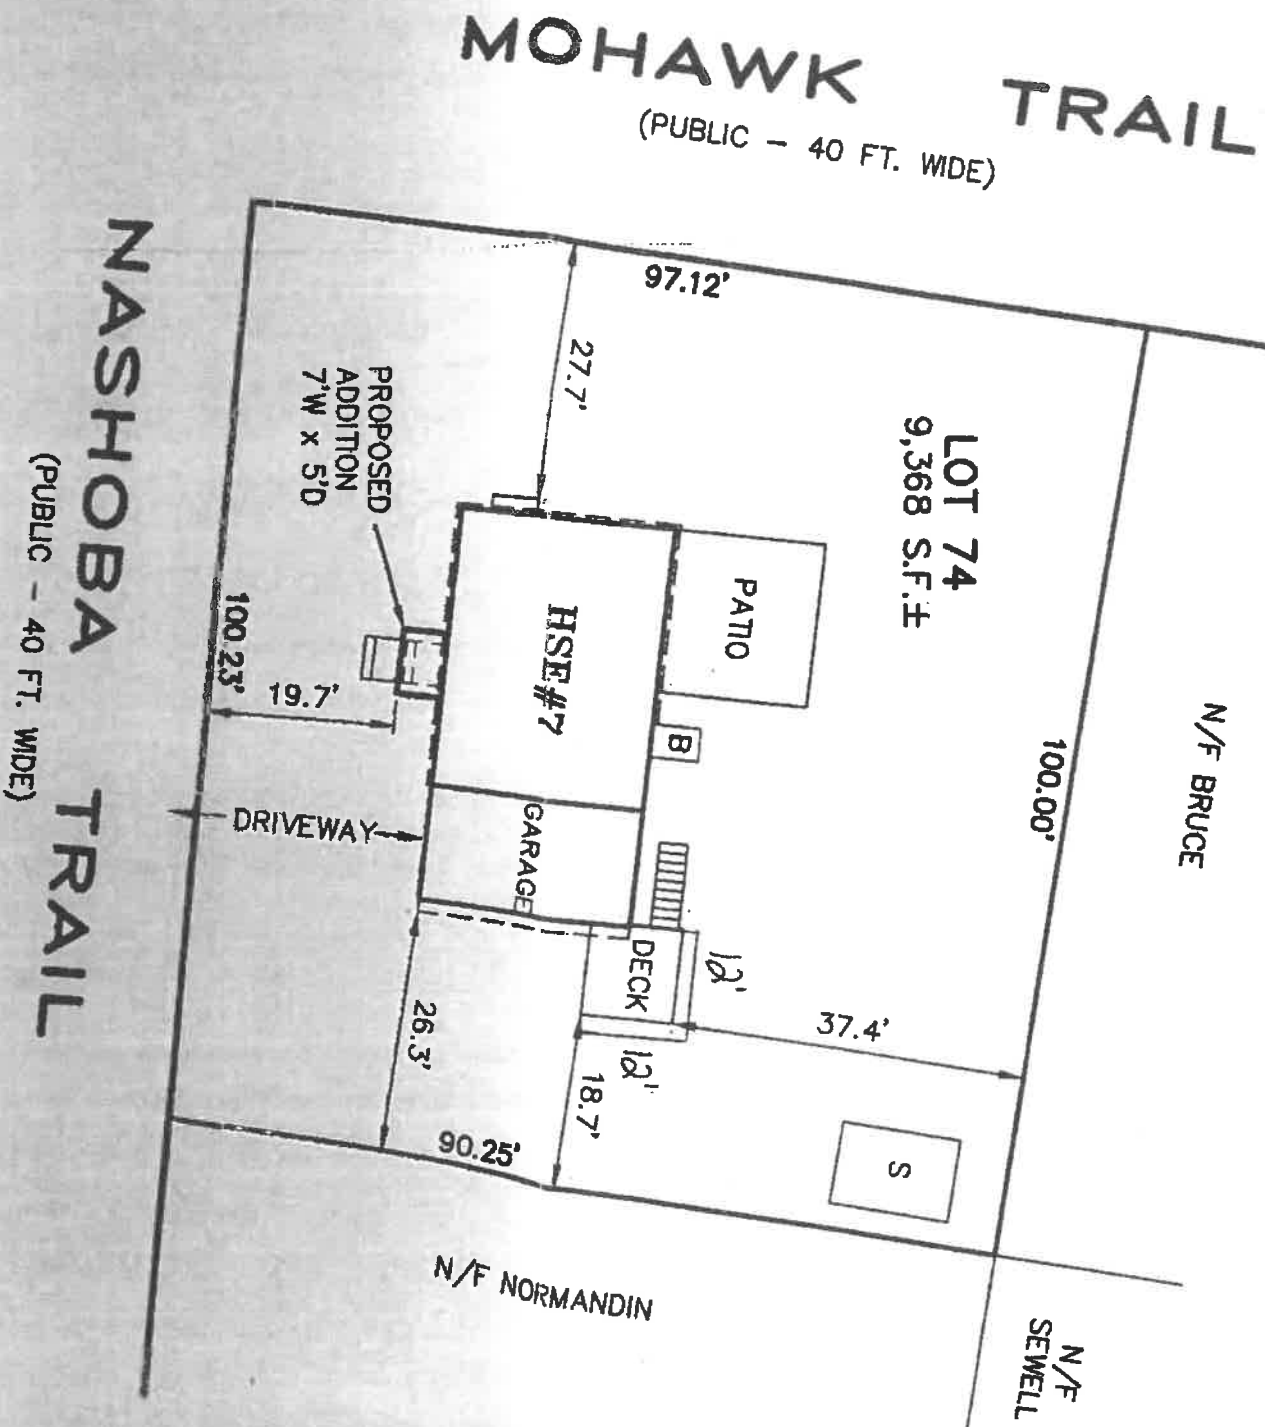 MOHAWK TRAIL
(PUBLIC - 40 FT. WIDE)
97.12'
27.7'
LOT 74
9,368 S.F.±
N/F BRUCE
100.00'
PROPOSED
ADDITION
7'W x 5'D
NASHOBA TRAIL
(PUBLIC - 40 FT. WIDE)
100.23'
19.7'
HSE#7
PATIO
B
DRIVEWAY
GARAGE
DECK
12'
12'
37.4'
26.3'
18.7'
90.25'
S
N/F NORMANDIN
N/F
SEWELL